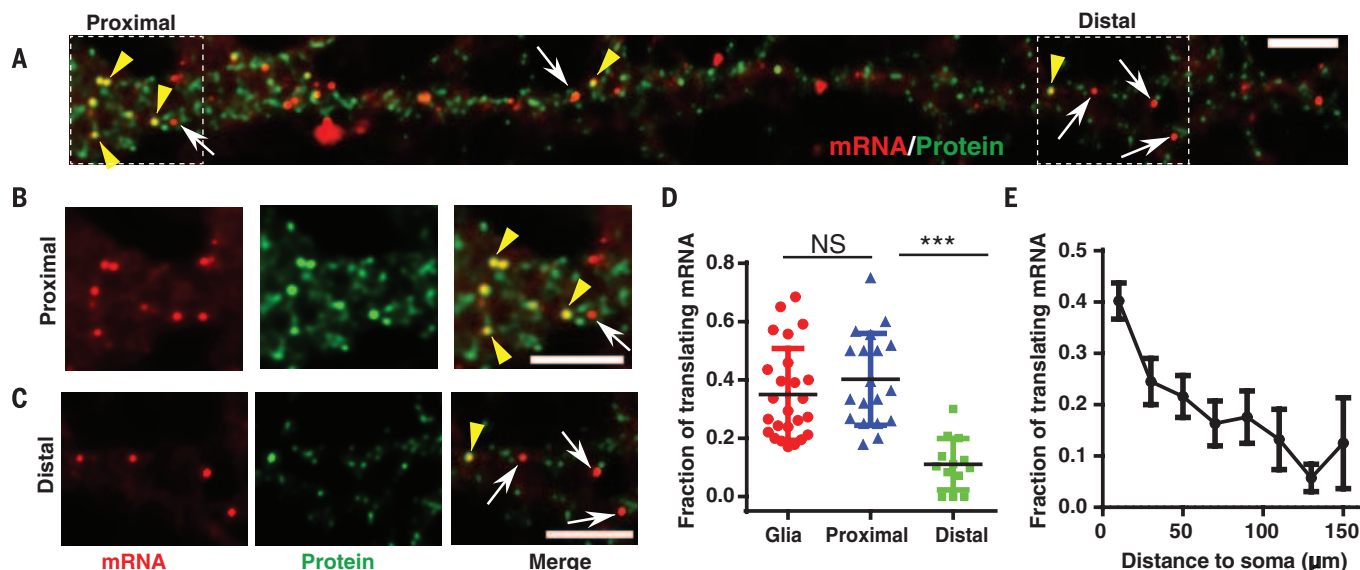 Proximal
Distal
A
mRNA/Protein
B
Proximal
C
Distal
mRNA
Protein
Merge
D
NS
***
Fraction of translating mRNA
0.8
0.6
0.4
0.2
0.0
Glia
Proximal
Distal
E
Fraction of translating mRNA
0.5
0.4
0.3
0.2
0.1
0.0
0
50
100
150
Distance to soma (µm)